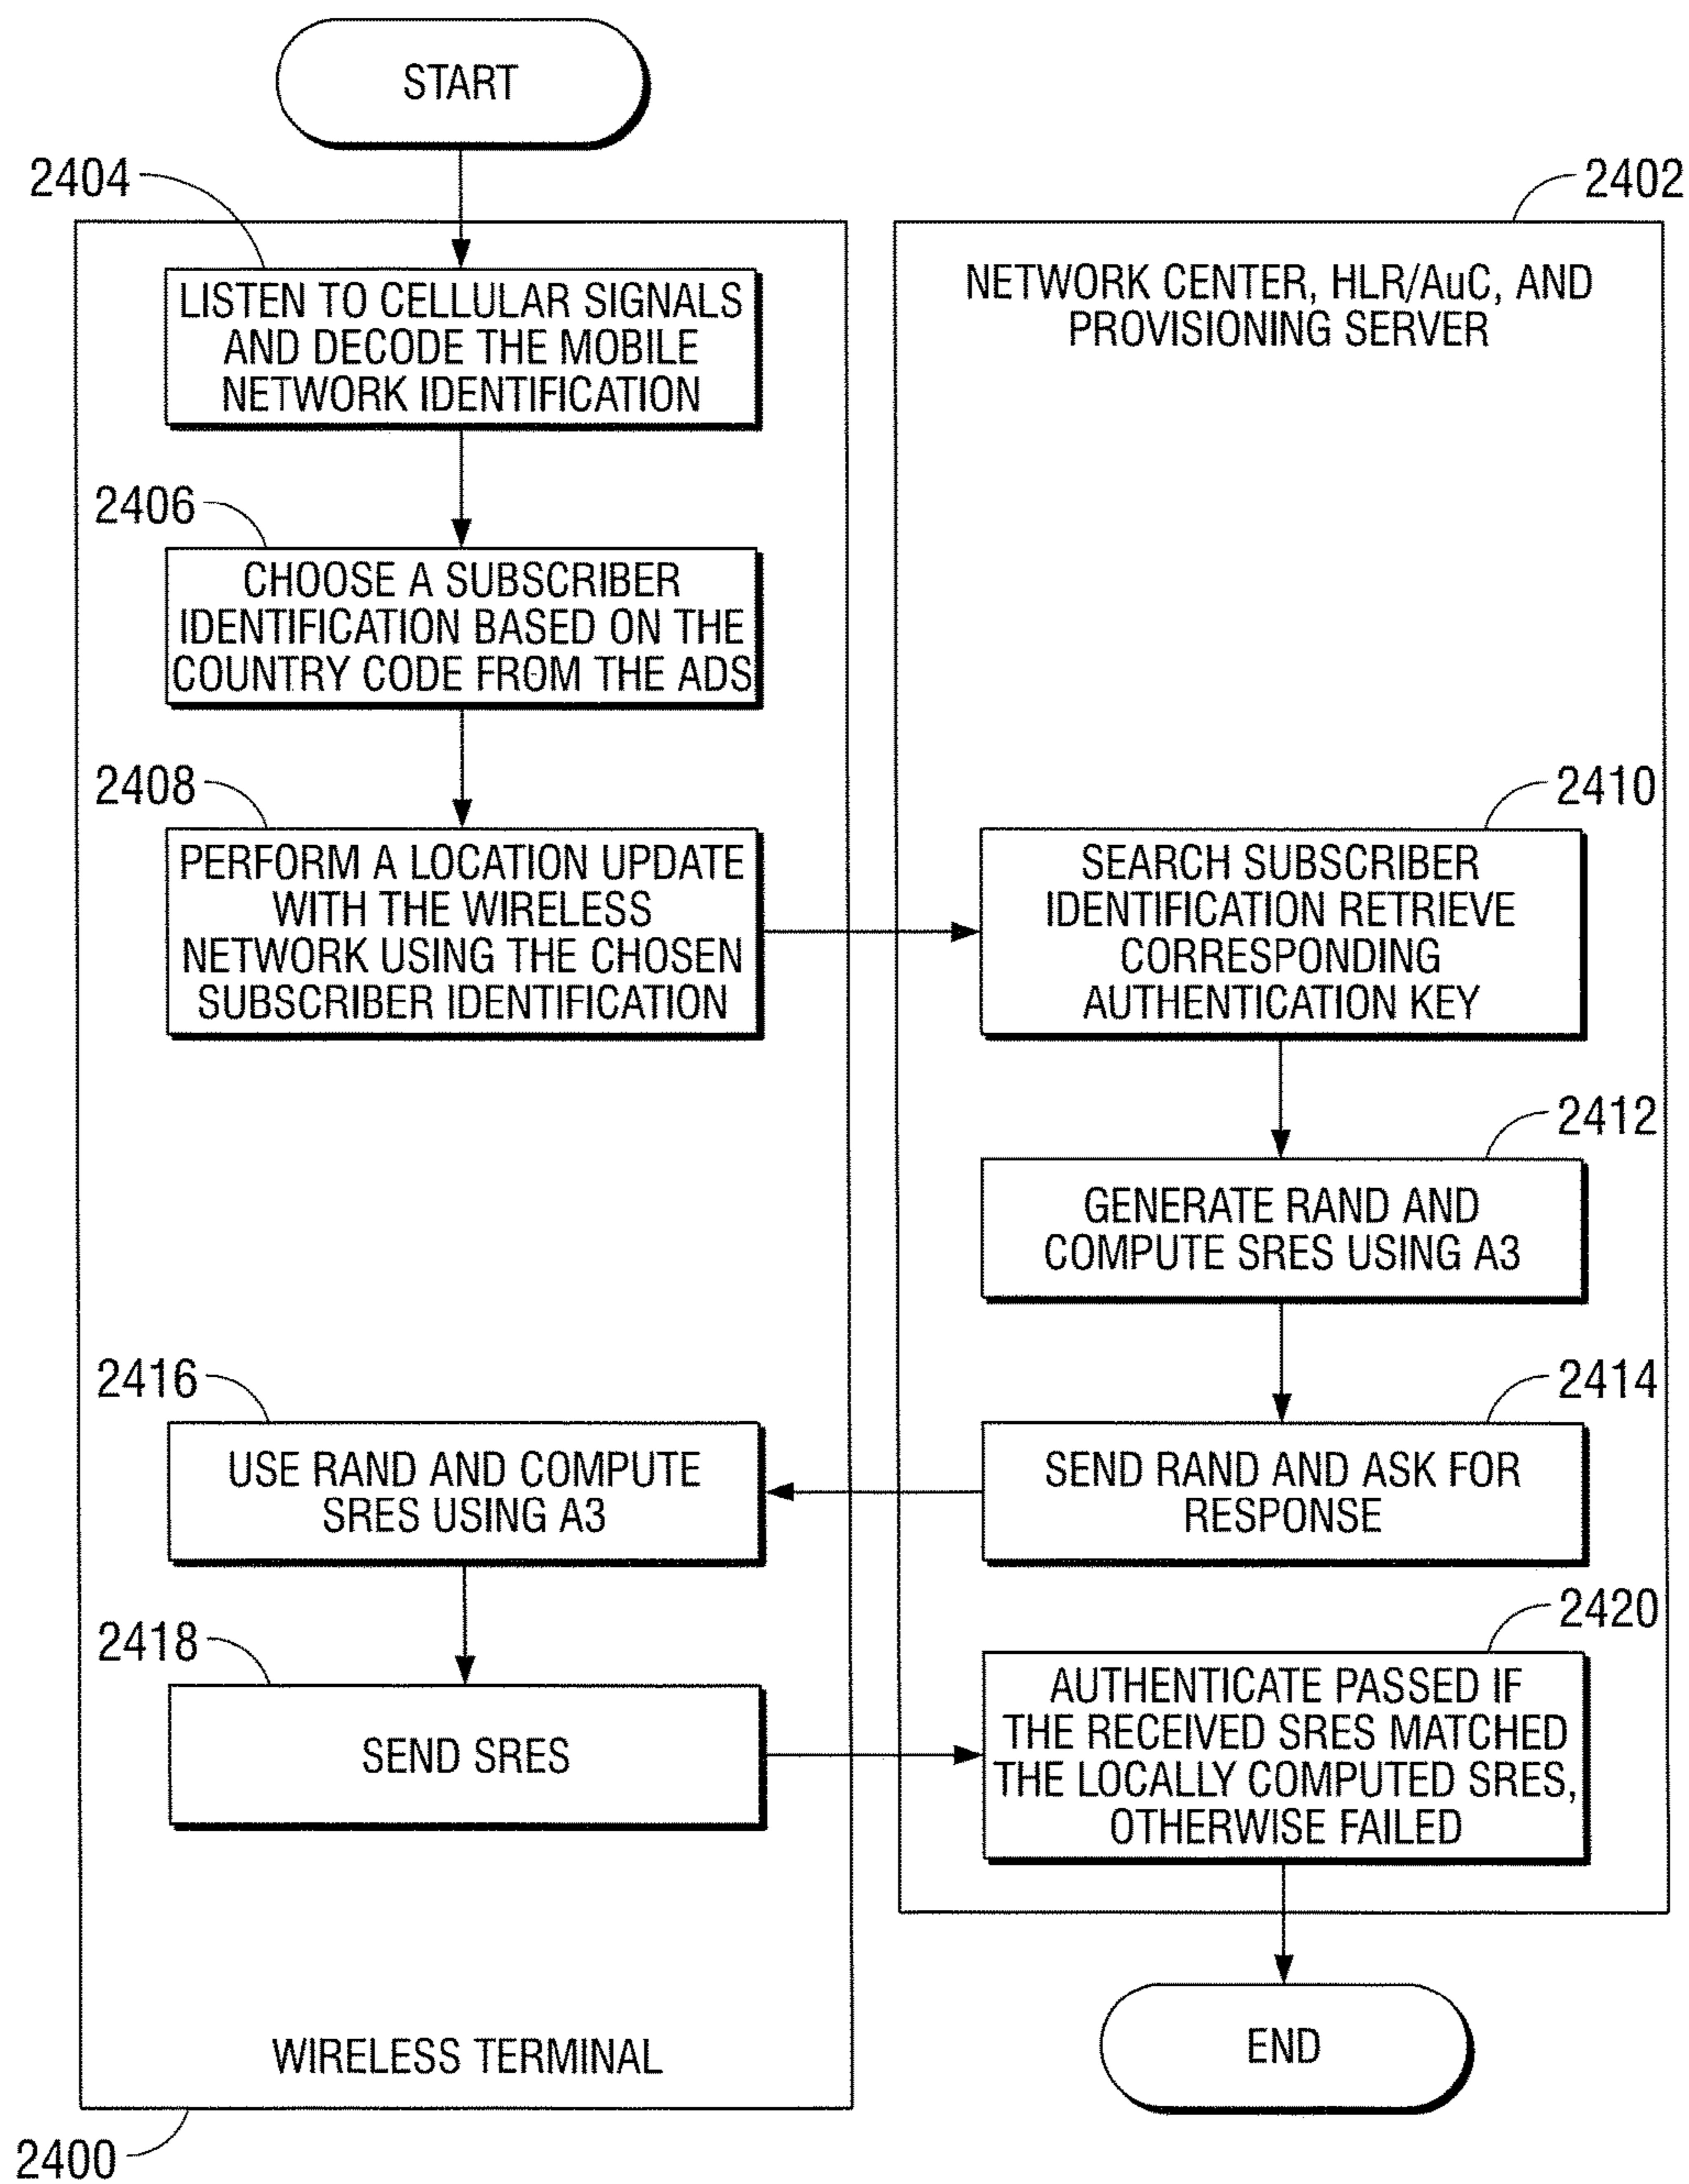 START
2404
2402
LISTEN TO CELLULAR SIGNALS
AND DECODE THE MOBILE
NETWORK IDENTIFICATION
NETWORK CENTER, HLR/AuC, AND
PROVISIONING SERVER
2406
CHOOSE A SUBSCRIBER
IDENTIFICATION BASED ON THE
COUNTRY CODE FROM THE ADS
2408
PERFORM A LOCATION UPDATE
WITH THE WIRELESS
NETWORK USING THE CHOSEN
SUBSCRIBER IDENTIFICATION
2410
SEARCH SUBSCRIBER
IDENTIFICATION RETRIEVE
CORRESPONDING
AUTHENTICATION KEY
2412
GENERATE RAND AND
COMPUTE SRES USING A3
2414
SEND RAND AND ASK FOR
RESPONSE
2416
USE RAND AND COMPUTE
SRES USING A3
2418
SEND SRES
2420
AUTHENTICATE PASSED IF
THE RECEIVED SRES MATCHED
THE LOCALLY COMPUTED SRES,
OTHERWISE FAILED
END
WIRELESS TERMINAL
2400